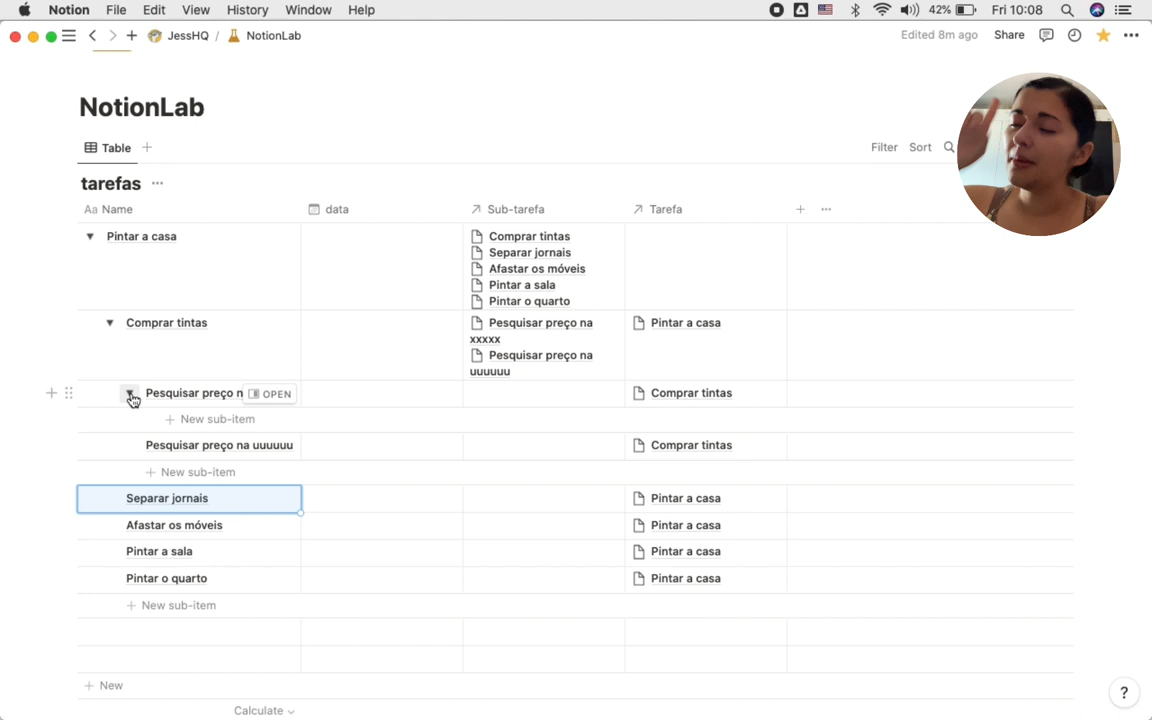 Notion File Edit View History Window Help 42% Fri 10:08
JessHQ / NotionLab Edited 8m ago Share
NotionLab
Table Filter Sort
tarefas
Aa Name data Sub-tarefa Tarefa
Pintar a casa Comprar tintas
Separar jornais
Afastar os móveis
Pintar a sala
Pintar o quarto
Comprar tintas Pesquisar preço na Pintar a casa
xxxxx
Pesquisar preço na
uuuuuu
Pesquisar preço n OPEN Comprar tintas
New sub-item
Pesquisar preço na uuuuuu Comprar tintas
New sub-item
Separar jornais Pintar a casa
Afastar os móveis Pintar a casa
Pintar a sala Pintar a casa
Pintar o quarto Pintar a casa
New sub-item
New
Calculate
?